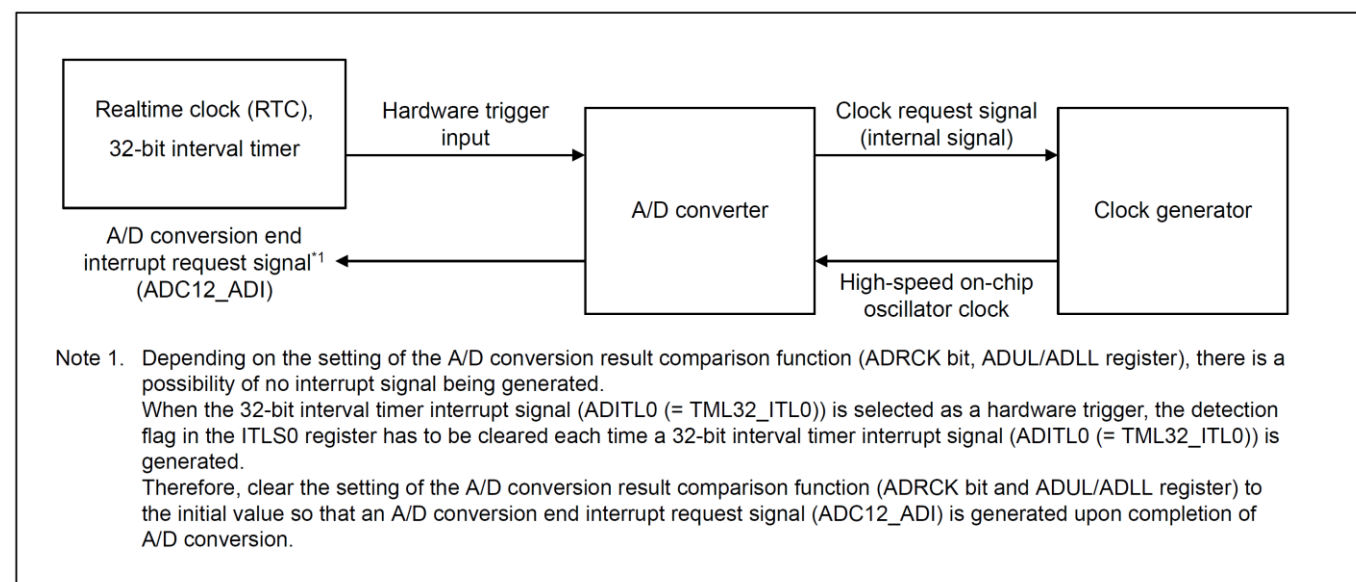 Realtime clock (RTC),
32-bit interval timer
Hardware trigger
input
A/D converter
Clock request signal
(internal signal)
Clock generator
A/D conversion end
interrupt request signal*1
(ADC12_ADI)
High-speed on-chip
oscillator clock
Note 1. Depending on the setting of the A/D conversion result comparison function (ADRCK bit, ADUL/ADLL register), there is a
possibility of no interrupt signal being generated.
When the 32-bit interval timer interrupt signal (ADITL0 (= TML32_ITL0)) is selected as a hardware trigger, the detection
flag in the ITLS0 register has to be cleared each time a 32-bit interval timer interrupt signal (ADITL0 (= TML32_ITL0)) is
generated.
Therefore, clear the setting of the A/D conversion result comparison function (ADRCK bit and ADUL/ADLL register) to
the initial value so that an A/D conversion end interrupt request signal (ADC12_ADI) is generated upon completion of
A/D conversion.